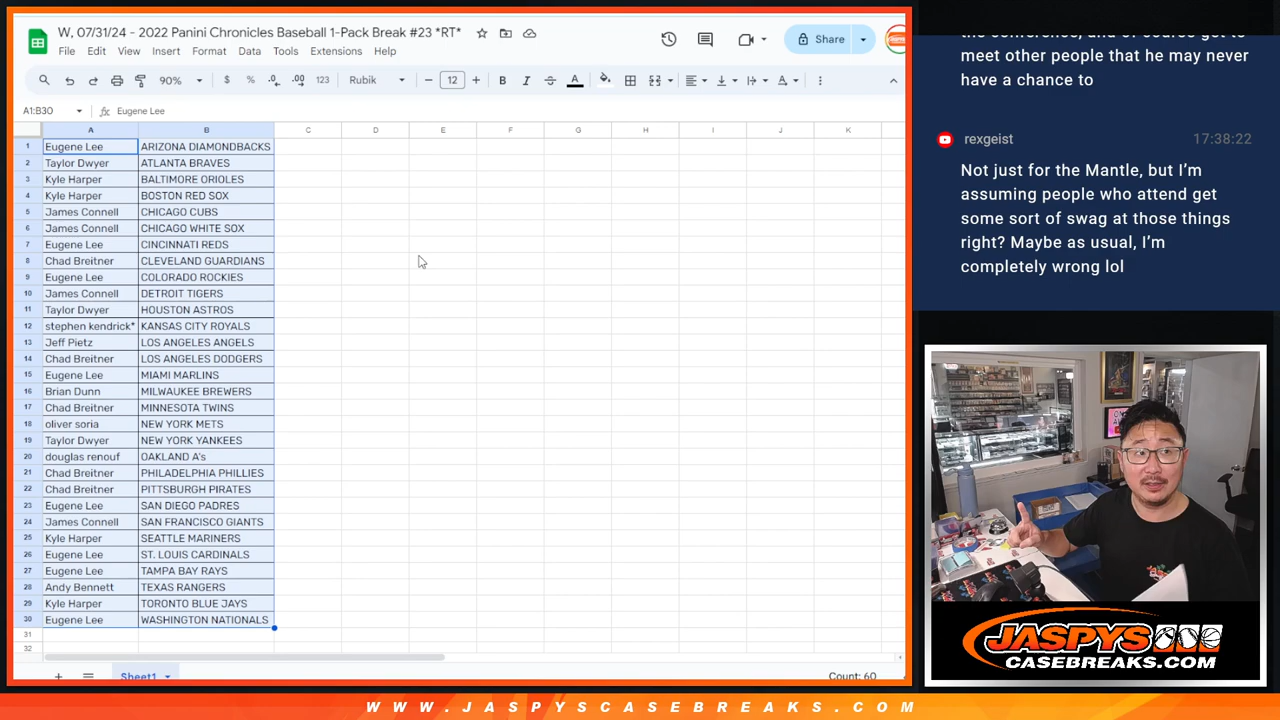 W, 07/31/24 - 2022 Panini Chronicles Baseball 1-Pack Break #23 *RT*
File Edit View Insert Format Data Tools Extensions Help
Share
90% $ % .0 .00 123 Rubik 12 B I S A A
A1:B30 fx Eugene Lee
A B C D E F G H I J K
1 Eugene Lee ARIZONA DIAMONDBACKS
2 Taylor Dwyer ATLANTA BRAVES
3 Kyle Harper BALTIMORE ORIOLES
4 Kyle Harper BOSTON RED SOX
5 James Connell CHICAGO CUBS
6 James Connell CHICAGO WHITE SOX
7 Eugene Lee CINCINNATI REDS
8 Chad Breitner CLEVELAND GUARDIANS
9 Eugene Lee COLORADO ROCKIES
10 James Connell DETROIT TIGERS
11 Taylor Dwyer HOUSTON ASTROS
12 stephen kendrick* KANSAS CITY ROYALS
13 Jeff Pietz LOS ANGELES ANGELS
14 Chad Breitner LOS ANGELES DODGERS
15 Eugene Lee MIAMI MARLINS
16 Brian Dunn MILWAUKEE BREWERS
17 Chad Breitner MINNESOTA TWINS
18 oliver soria NEW YORK METS
19 Taylor Dwyer NEW YORK YANKEES
20 douglas renouf OAKLAND A's
21 Chad Breitner PHILADELPHIA PHILLIES
22 Chad Breitner PITTSBURGH PIRATES
23 Eugene Lee SAN DIEGO PADRES
24 James Connell SAN FRANCISCO GIANTS
25 Kyle Harper SEATTLE MARINERS
26 Eugene Lee ST. LOUIS CARDINALS
27 Eugene Lee TAMPA BAY RAYS
28 Andy Bennett TEXAS RANGERS
29 Kyle Harper TORONTO BLUE JAYS
30 Eugene Lee WASHINGTON NATIONALS
31
32
Sheet1 Count: 60
the conference, and of course get to
meet other people that he may never
have a chance to
rexgeist 17:38:22
Not just for the Mantle, but I'm
assuming people who attend get
some sort of swag at those things
right? Maybe as usual, I'm
completely wrong lol
JASPYS
CASEBREAKS.COM
WWW.JASPYSCASEBREAKS.COM